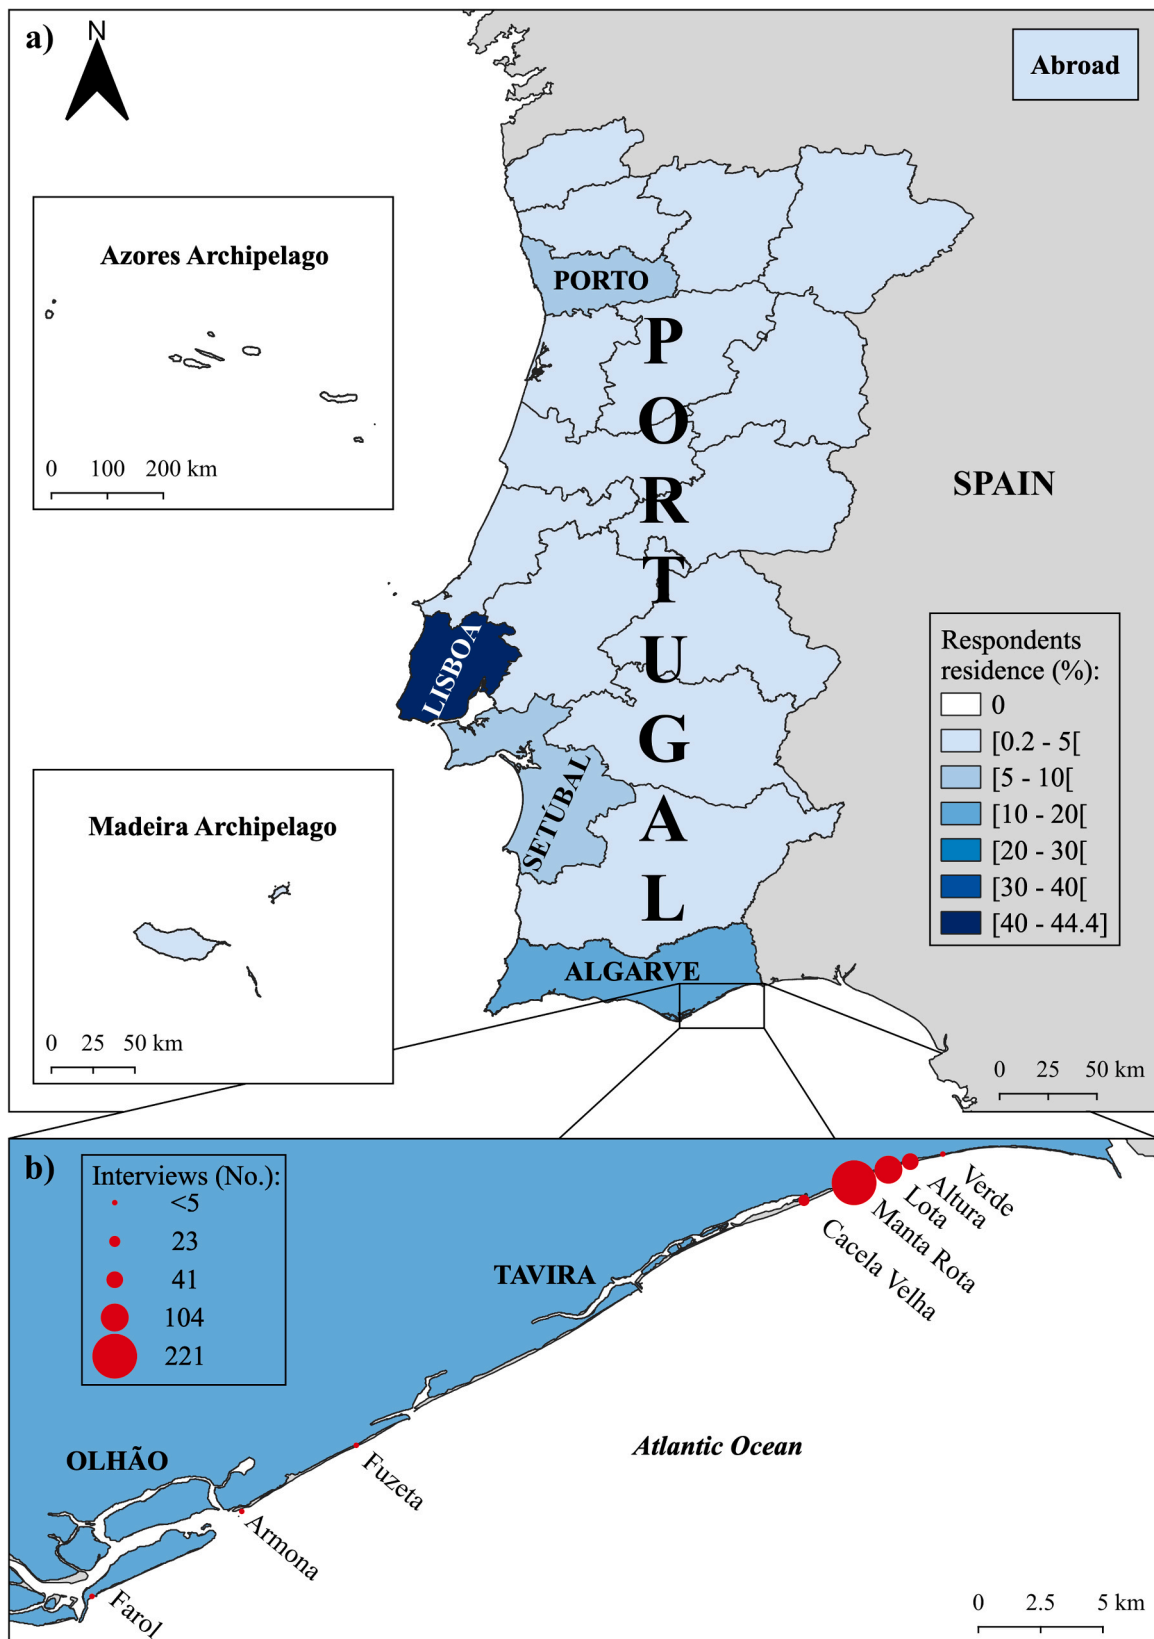 a)
N
Abroad
Azores Archipelago
0 100 200 km
PORTO
PORTUGAL
SPAIN
LISBOA
SETÚBAL
ALGARVE
Madeira Archipelago
0 25 50 km
Respondents
residence (%):
0
[0.2 - 5[
[5 - 10[
[10 - 20[
[20 - 30[
[30 - 40[
[40 - 44.4]
0 25 50 km
b)
Interviews (No.):
<5
23
41
104
221
Verde
Altura
Lota
Manta Rota
Cacela Velha
TAVIRA
OLHÃO
Fuzeta
Armona
Farol
Atlantic Ocean
0 2.5 5 km